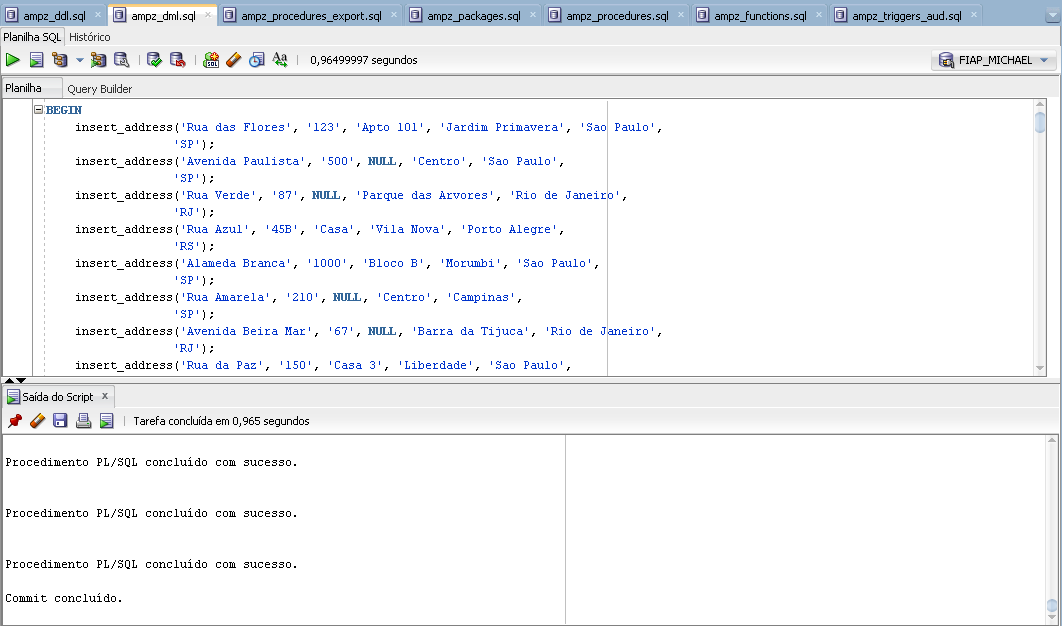 ampz_ddl.sql ampz_dml.sql ampz_procedures_export.sql ampz_packages.sql ampz_procedures.sql ampz_functions.sql ampz_triggers_aud.sql
Planilha SQL Histórico
SQL Aa 0,96499997 segundos FIAP_MICHAEL
Planilha Query Builder
BEGIN
insert_address('Rua das Flores', '123', 'Apto 101', 'Jardim Primavera', 'Sao Paulo',
'SP');
insert_address('Avenida Paulista', '500', NULL, 'Centro', 'Sao Paulo',
'SP');
insert_address('Rua Verde', '87', NULL, 'Parque das Arvores', 'Rio de Janeiro',
'RJ');
insert_address('Rua Azul', '45B', 'Casa', 'Vila Nova', 'Porto Alegre',
'RS');
insert_address('Alameda Branca', '1000', 'Bloco B', 'Morumbi', 'Sao Paulo',
'SP');
insert_address('Rua Amarela', '210', NULL, 'Centro', 'Campinas',
'SP');
insert_address('Avenida Beira Mar', '67', NULL, 'Barra da Tijuca', 'Rio de Janeiro',
'RJ');
insert_address('Rua da Paz', '150', 'Casa 3', 'Liberdade', 'Sao Paulo',
Saída do Script
Tarefa concluída em 0,965 segundos
Procedimento PL/SQL concluído com sucesso.
Procedimento PL/SQL concluído com sucesso.
Procedimento PL/SQL concluído com sucesso.
Commit concluído.